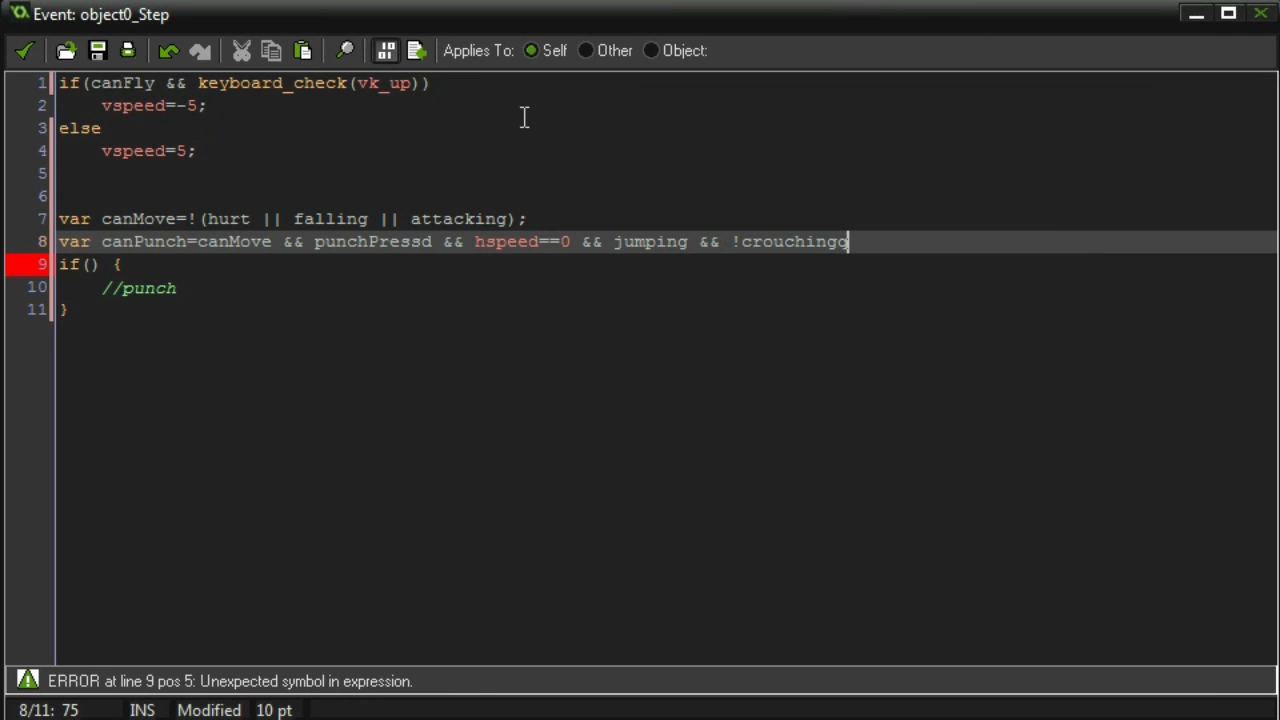 Event: object0_Step
Applies To: Self Other Object:
1 if(canFly && keyboard_check(vk_up))
2 vspeed=-5;
3 else
4 vspeed=5;
5
6
7 var canMove=!(hurt || falling || attacking);
8 var canPunch=canMove && punchPressd && hspeed==0 && jumping && !crouchingg
9 if() {
10 //punch
11 }
ERROR at line 9 pos 5: Unexpected symbol in expression.
8/11: 75 INS Modified 10 pt